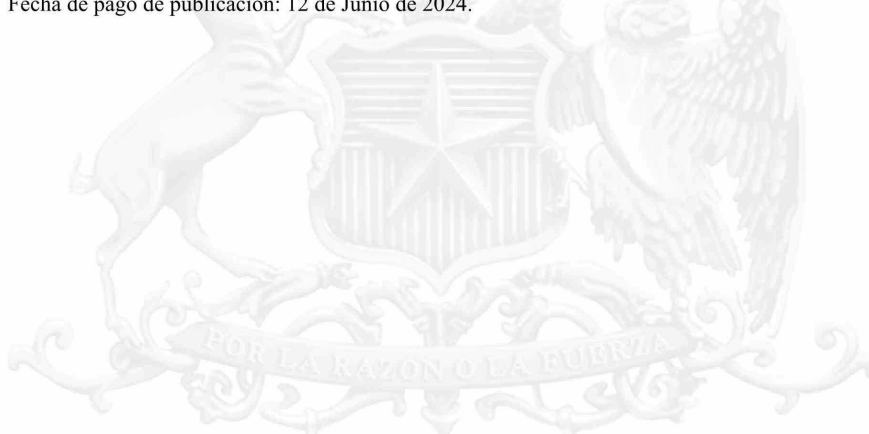 Fecha de pago de publicación: 12 de Junio de 2024.
POR LA RAZON O LA FUERZA